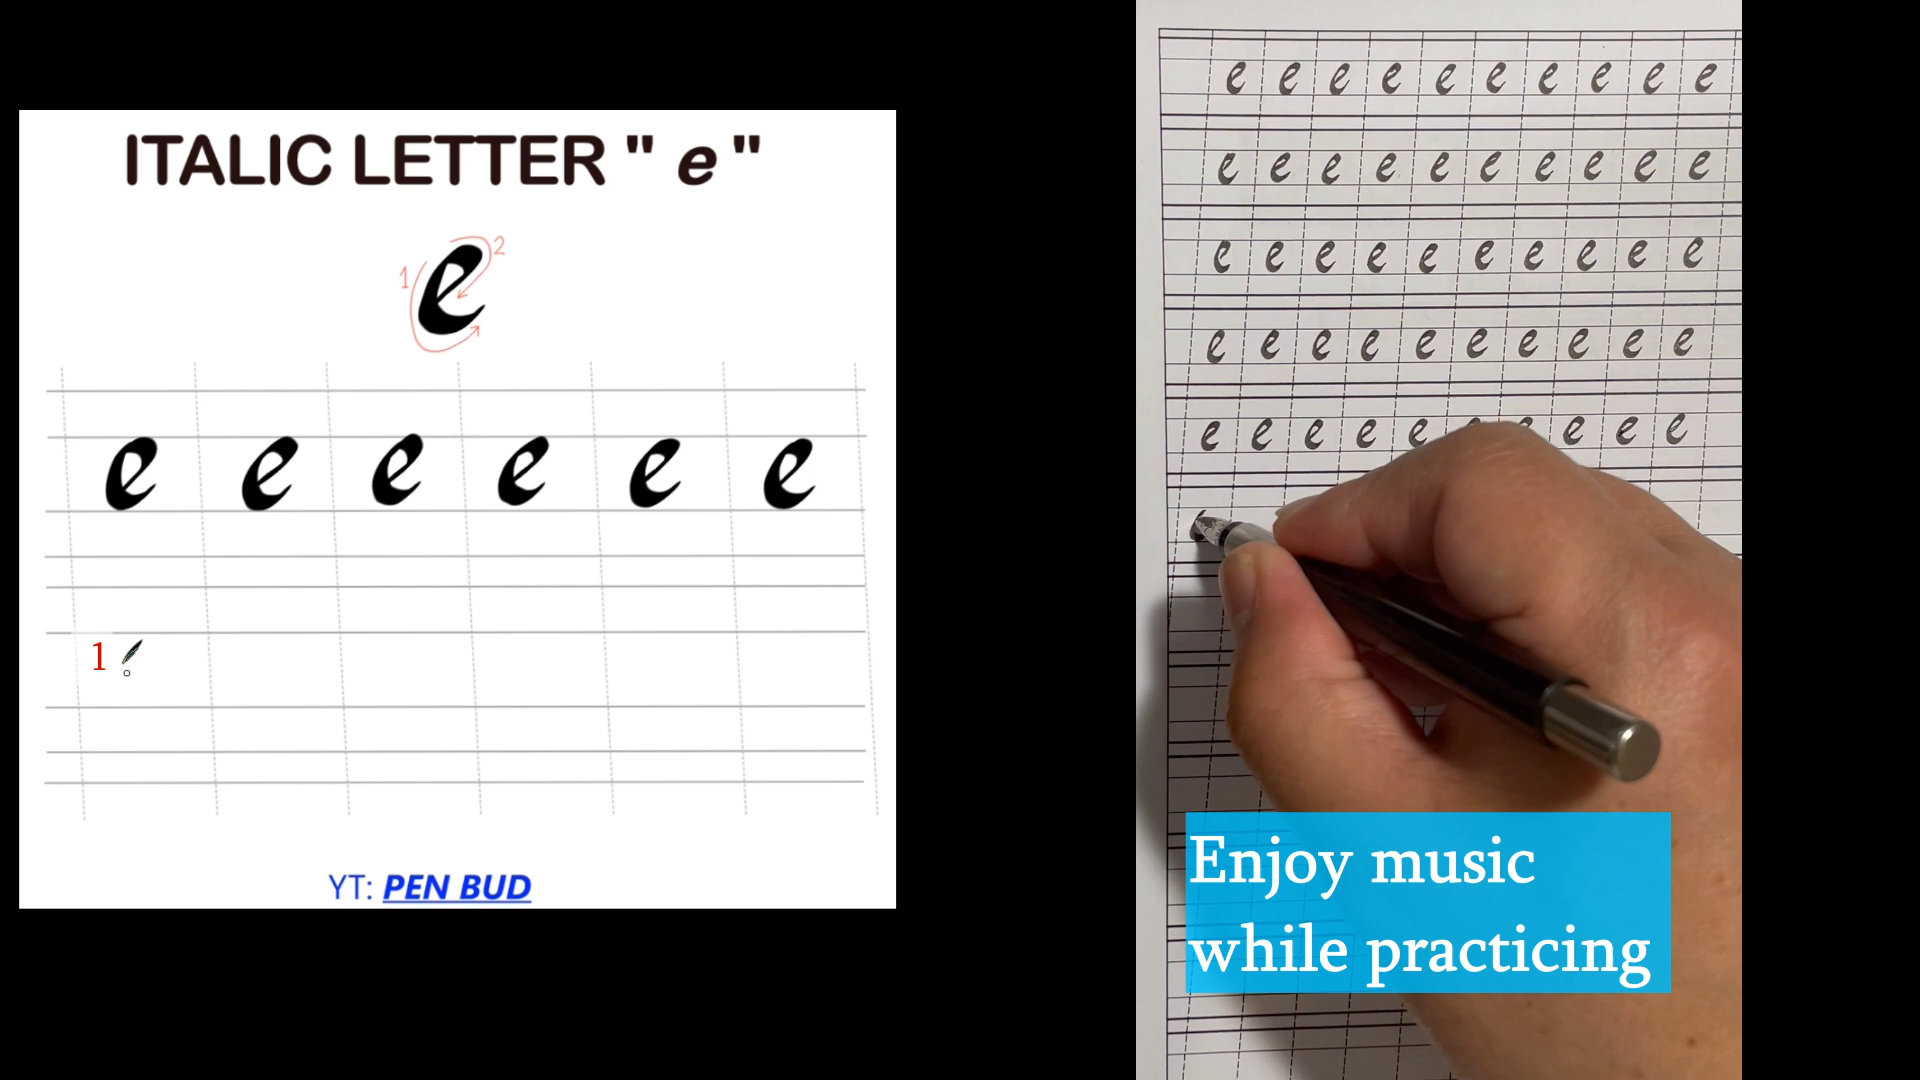 ITALIC LETTER " e "
1 e 2
e e e e e e
1
YT: PEN BUD
e e e e e e e e e e
e e e e e e e e e e
e e e e e e e e e e
e e e e e e e e e e
e e e e e e e e e e
Enjoy music
while practicing